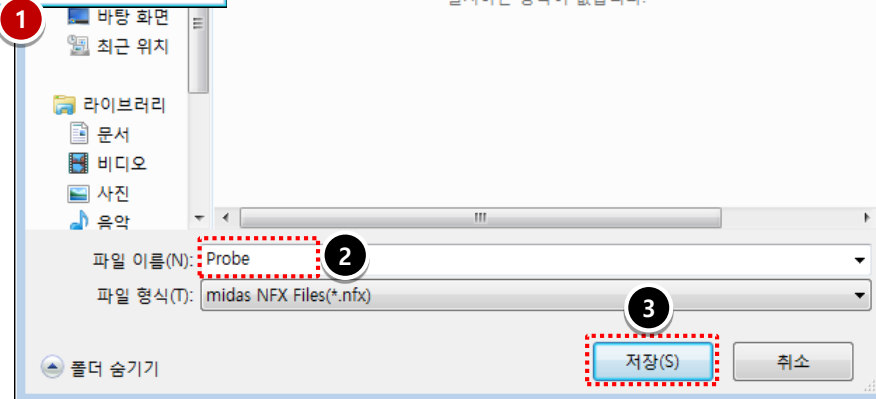 1
바탕 화면
최근 위치
라이브러리
문서
비디오
사진
음악
파일 이름(N): Probe
2
파일 형식(T): midas NFX Files(*.nfx)
3
폴더 숨기기
저장(S)
취소